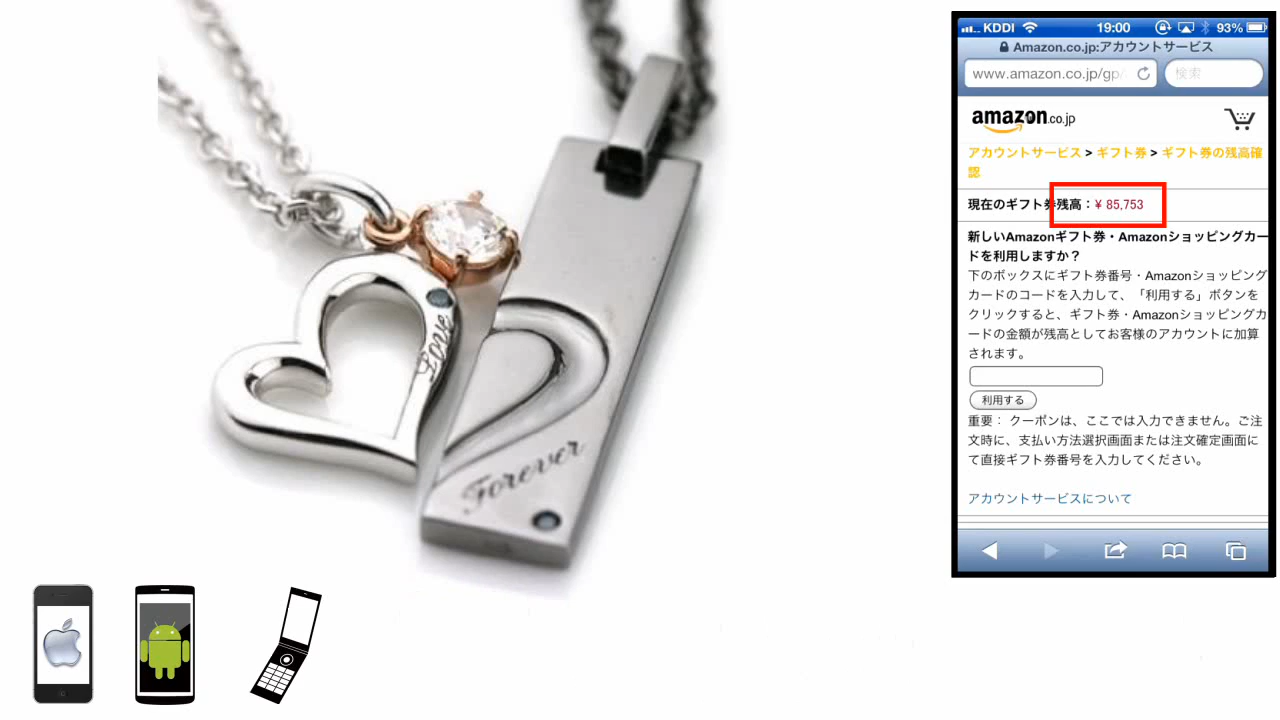 Love
Forever
KDDI 19:00 93%
Amazon.co.jp:アカウントサービス
www.amazon.co.jp/gp/
検索
amazon.co.jp
アカウントサービス > ギフト券 > ギフト券の残高確
認
現在のギフト券残高：¥ 85,753
新しいAmazonギフト券・Amazonショッピングカー
ドを利用しますか？
下のボックスにギフト券番号・Amazonショッピング
カードのコードを入力して、「利用する」ボタンを
クリックすると、ギフト券・Amazonショッピングカ
ードの金額が残高としてお客様のアカウントに加算
されます。
利用する
重要： クーポンは、ここでは入力できません。ご注
文時に、支払い方法選択画面または注文確定画面に
て直接ギフト券番号を入力してください。
アカウントサービスについて